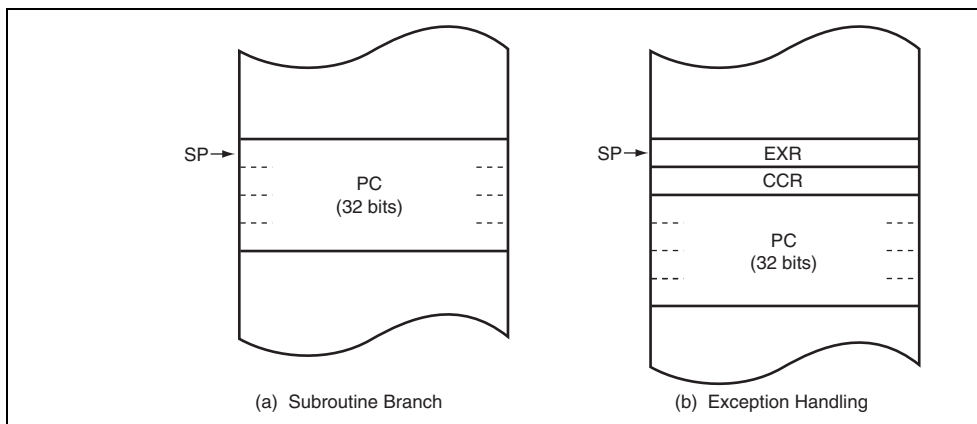 SP
PC
(32 bits)
(a) Subroutine Branch
SP
EXR
CCR
PC
(32 bits)
(b) Exception Handling